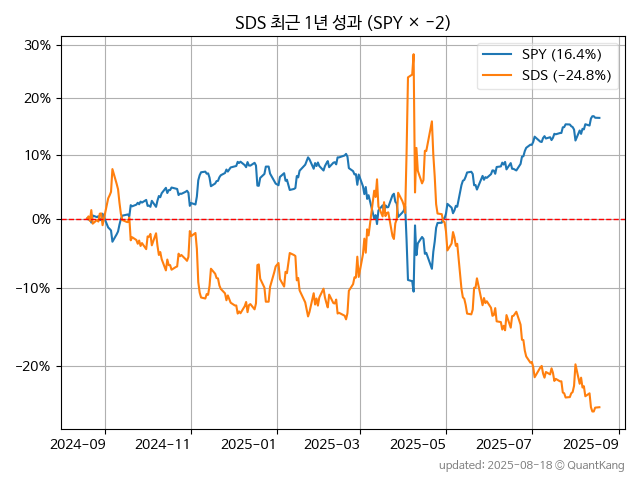 SDS 최근 1년 성과 (SPY × −2)
SPY (16.4%)
SDS (−24.8%)
30%
20%
10%
0%
−10%
−20%
2024-09 2024-11 2025-01 2025-03 2025-05 2025-07 2025-09
updated: 2025-08-18 © QuantKang